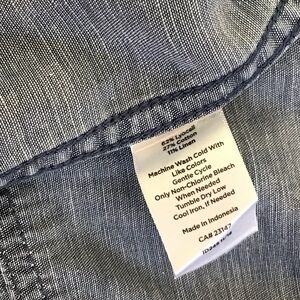 62% Lyocell
27% Cotton
11% Linen
Machine Wash Cold With
Like Colors
Gentle Cycle
Only Non-Chlorine Bleach
When Needed
Tumble Dry Low
Cool Iron, If Needed
Made in Indonesia
CAB 23147